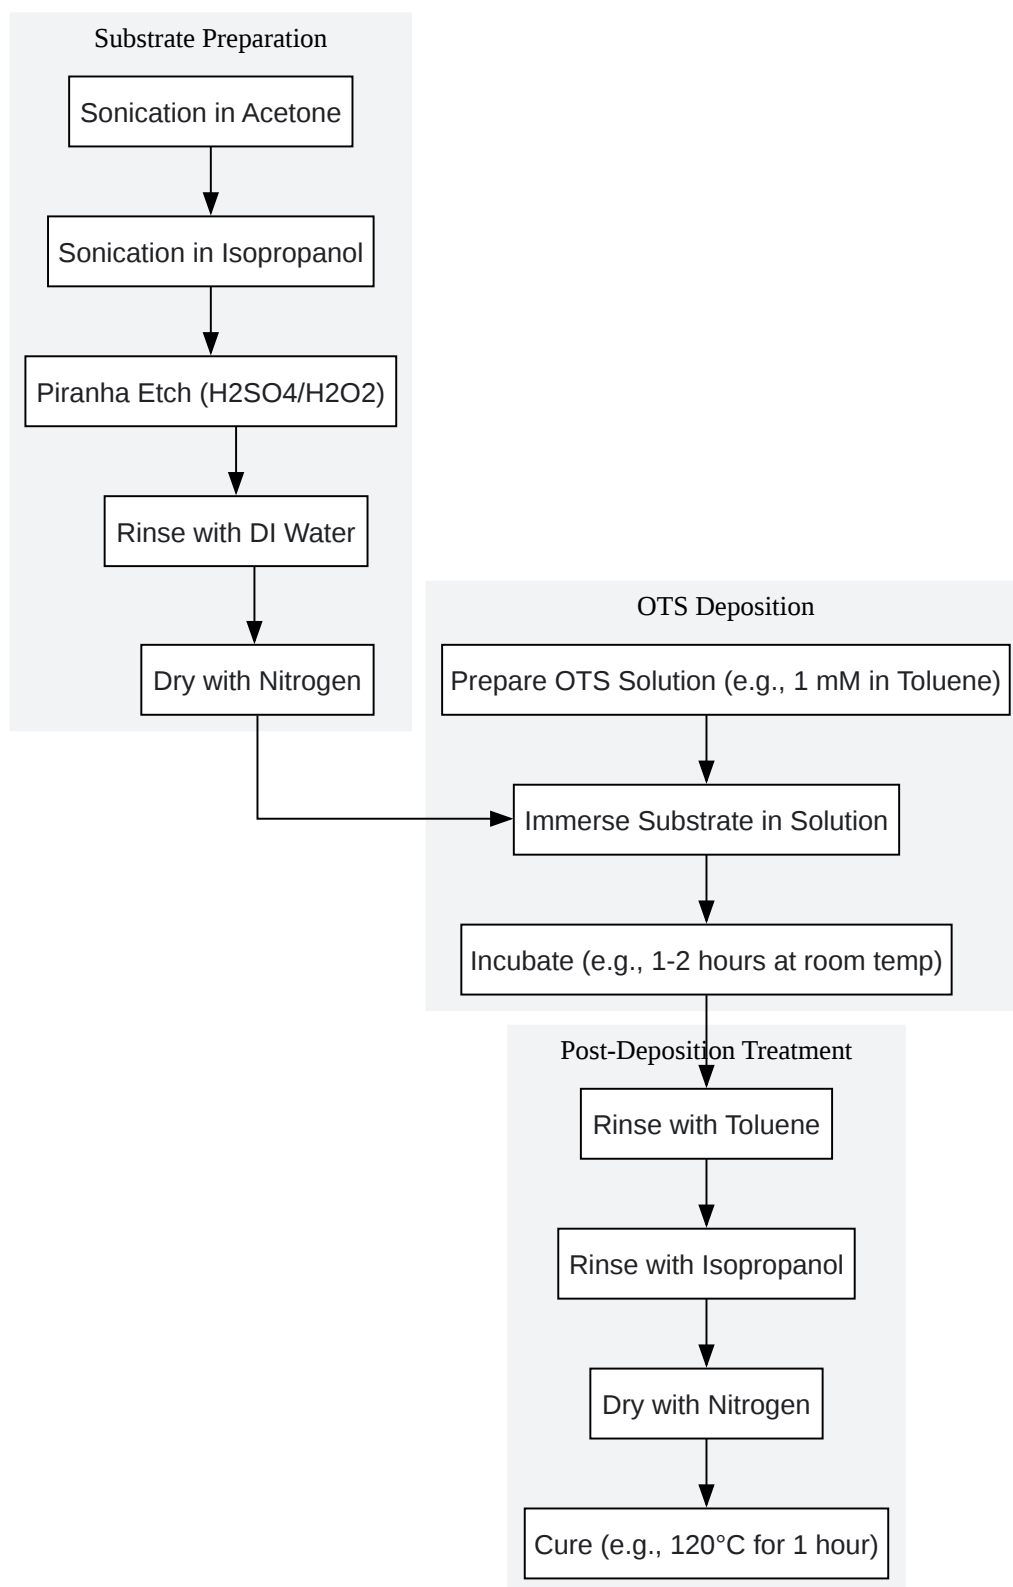 Substrate Preparation
Sonication in Acetone
Sonication in Isopropanol
Piranha Etch (H2SO4/H2O2)
Rinse with DI Water
Dry with Nitrogen
OTS Deposition
Prepare OTS Solution (e.g., 1 mM in Toluene)
Immerse Substrate in Solution
Incubate (e.g., 1-2 hours at room temp)
Post-Deposition Treatment
Rinse with Toluene
Rinse with Isopropanol
Dry with Nitrogen
Cure (e.g., 120°C for 1 hour)